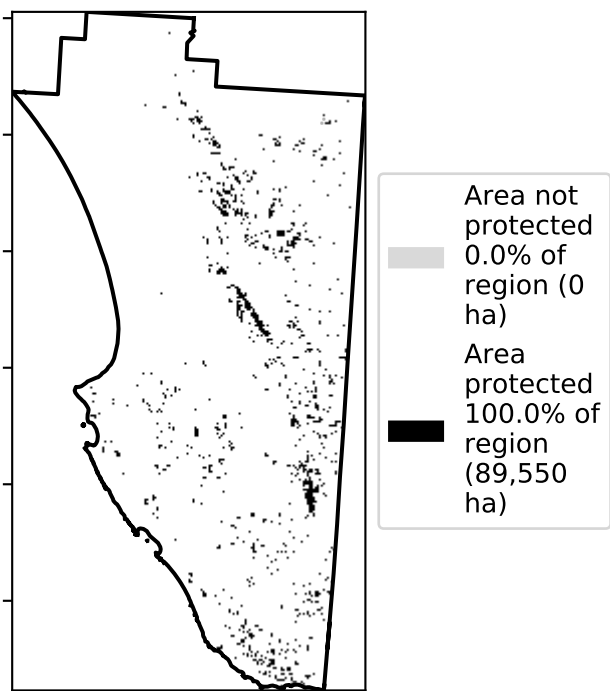 Area not
protected
0.0% of
region (0
ha)
Area
protected
100.0% of
region
(89,550
ha)